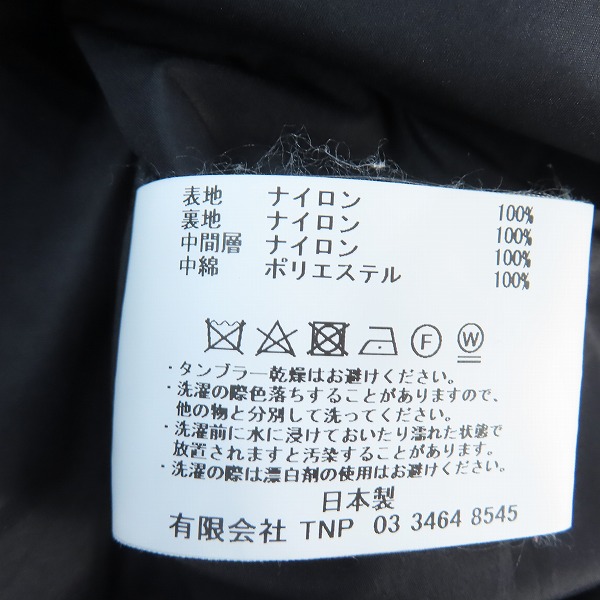 表地 ナイロン 100%
裏地 ナイロン 100%
中間層 ナイロン 100%
中綿 ポリエステル 100%
F W
・タンブラー乾燥はお避けください。
・洗濯の際色落ちすることがありますので、
他の物と分別して洗ってください。
・洗濯前に水に浸けておいたり濡れた状態で
放置されますと汚染することがあります。
・洗濯の際は漂白剤の使用はお避けください。
日本製
有限会社 TNP 03 3464 8545